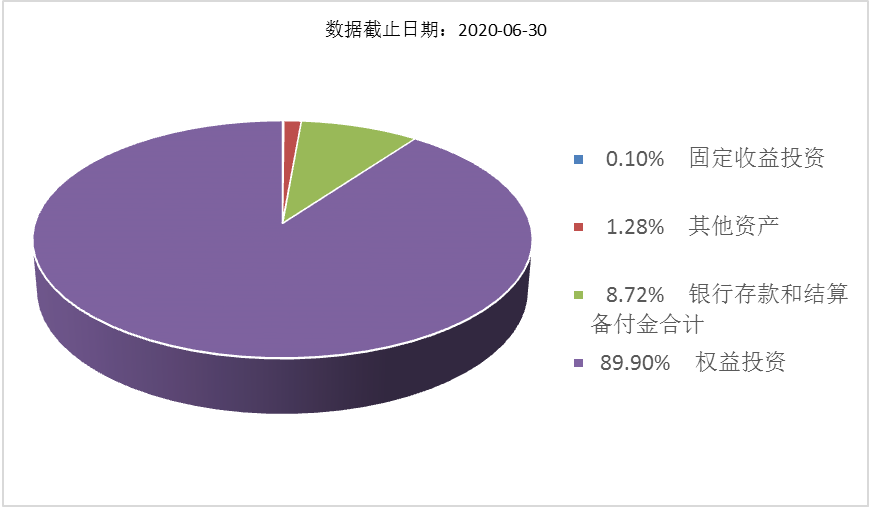 数据截止日期：2020-06-30
0.10% 固定收益投资
1.28% 其他资产
8.72% 银行存款和结算
备付金合计
89.90% 权益投资